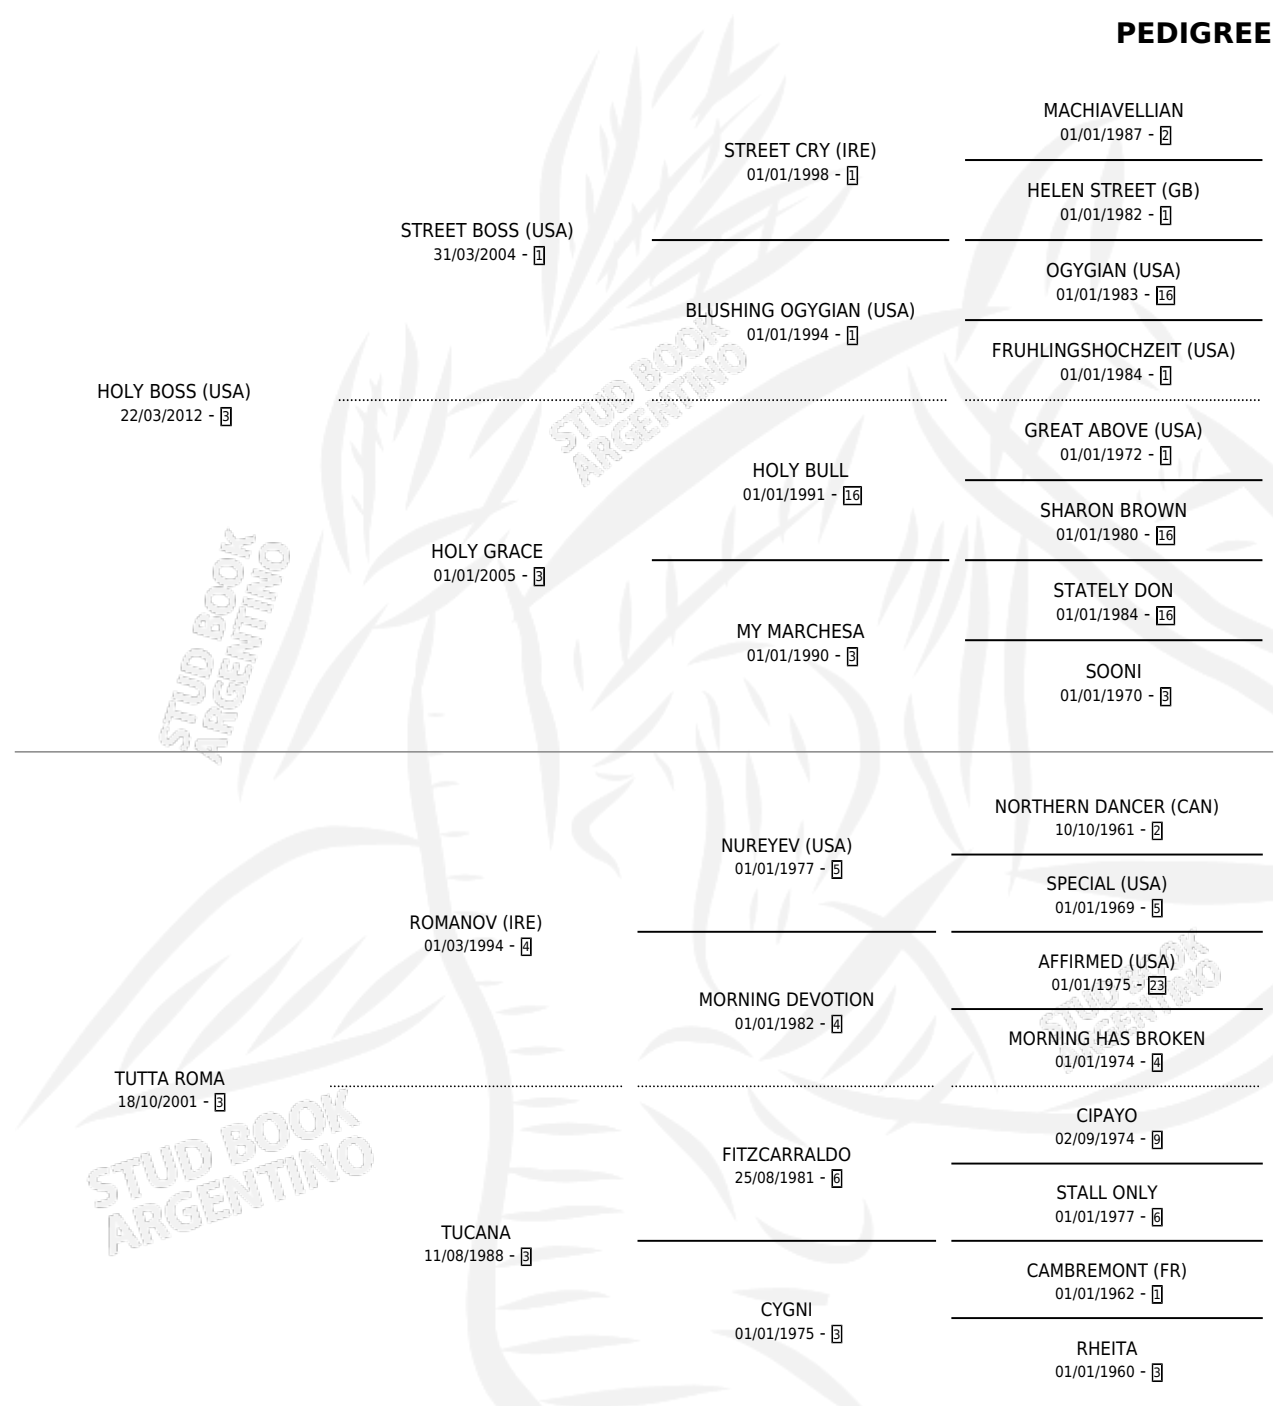 PEDIGREE
MACHIAVELLIAN
01/01/1987 - 2
STREET CRY (IRE)
01/01/1998 - 1
HELEN STREET (GB)
01/01/1982 - 1
STREET BOSS (USA)
31/03/2004 - 1
OGYGIAN (USA)
01/01/1983 - 16
BLUSHING OGYGIAN (USA)
01/01/1994 - 1
FRUHLINGSHOCHZEIT (USA)
01/01/1984 - 1
HOLY BOSS (USA)
22/03/2012 - 3
GREAT ABOVE (USA)
01/01/1972 - 1
HOLY BULL
01/01/1991 - 16
SHARON BROWN
01/01/1980 - 16
HOLY GRACE
01/01/2005 - 3
STATELY DON
01/01/1984 - 16
MY MARCHESA
01/01/1990 - 3
SOONI
01/01/1970 - 3
NORTHERN DANCER (CAN)
10/10/1961 - 2
NUREYEV (USA)
01/01/1977 - 5
SPECIAL (USA)
01/01/1969 - 5
ROMANOV (IRE)
01/03/1994 - 4
AFFIRMED (USA)
01/01/1975 - 23
MORNING DEVOTION
01/01/1982 - 4
MORNING HAS BROKEN
01/01/1974 - 4
TUTTA ROMA
18/10/2001 - 3
CIPAYO
02/09/1974 - 9
FITZCARRALDO
25/08/1981 - 6
STALL ONLY
01/01/1977 - 6
TUCANA
11/08/1988 - 3
CAMBREMONT (FR)
01/01/1962 - 1
CYGNI
01/01/1975 - 3
RHEITA
01/01/1960 - 3
STUD BOOK
ARGENTINO
STUD BOOK
ARGENTINO
STUD BOOK
ARGENTINO
STUD BOOK
ARGENTINO